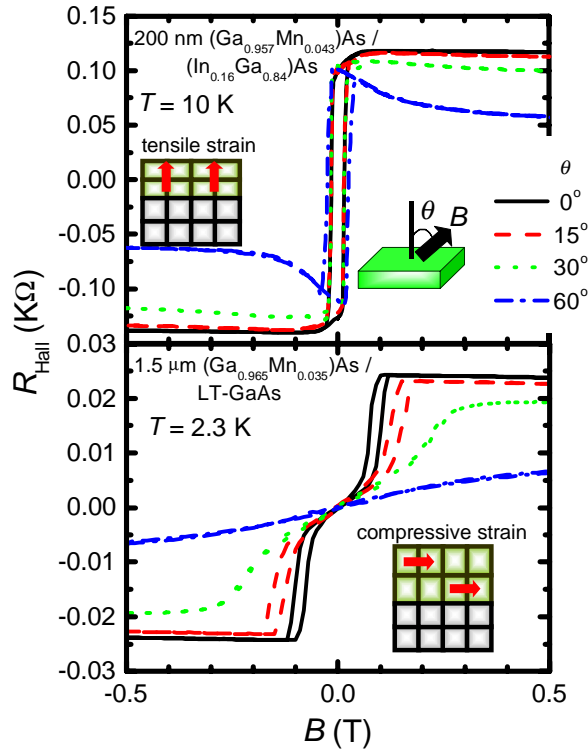 200 nm (Ga0.957Mn0.043)As /
(In0.16Ga0.84)As
T = 10 K
tensile strain
θ
B
θ
0°
15°
30°
60°
0.10
0.05
0.00
-0.05
-0.10
RHall (KΩ)
0.03
1.5 μm (Ga0.965Mn0.035)As /
LT-GaAs
T = 2.3 K
0.02
0.01
0.00
-0.01
-0.02
-0.03
compressive strain
-0.5
0.0
0.5
B (T)